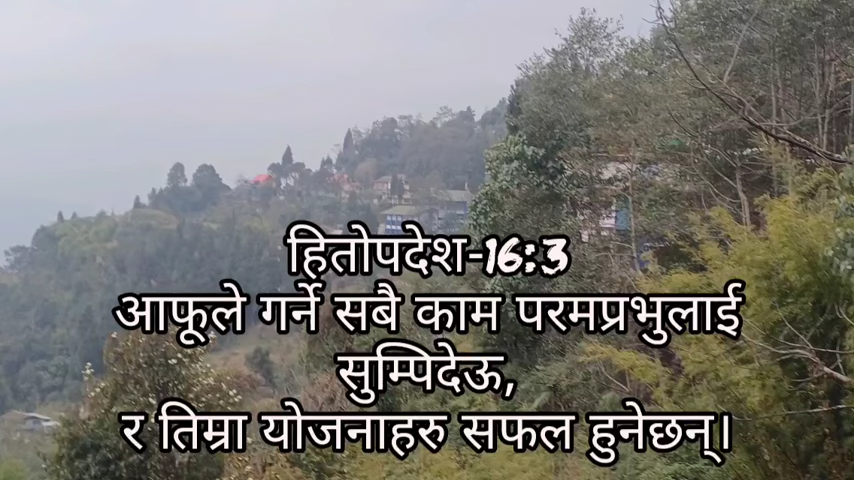 हितोपदेश-16:3
आफूले गर्ने सबै काम परमप्रभुलाई
सुम्पिदेऊ,
र तिम्रा योजनाहरु सफल हुनेछन्।